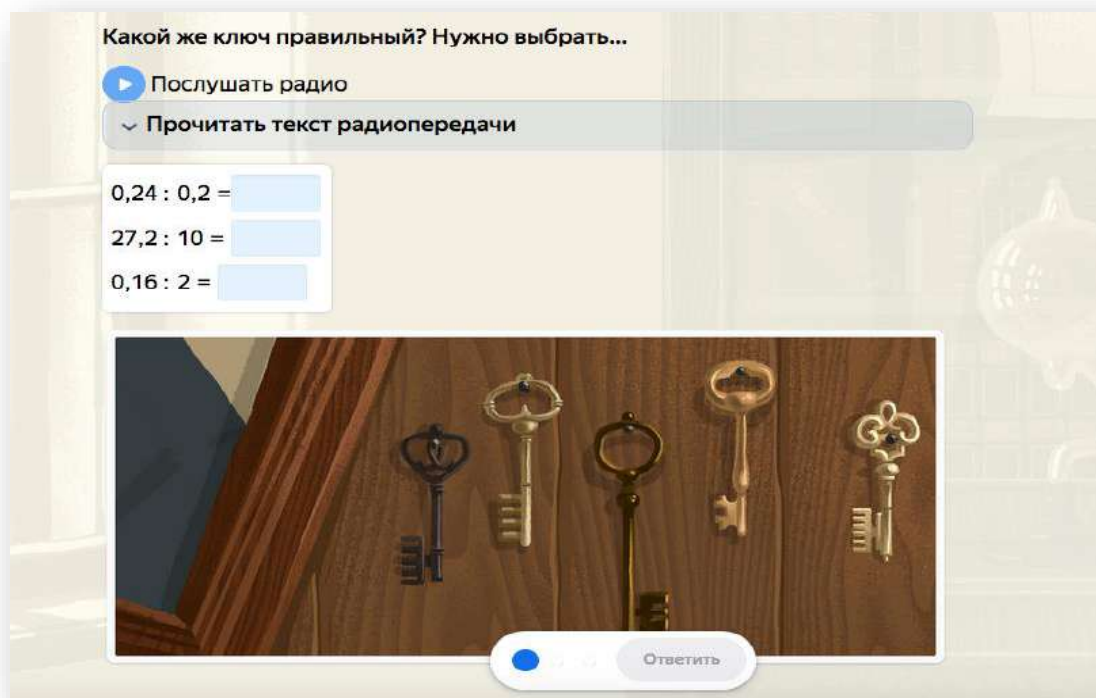 Какой же ключ правильный? Нужно выбрать...
Послушать радио
Прочитать текст радиопередачи
0,24 : 0,2 =
27,2 : 10 =
0,16 : 2 =
Ответить